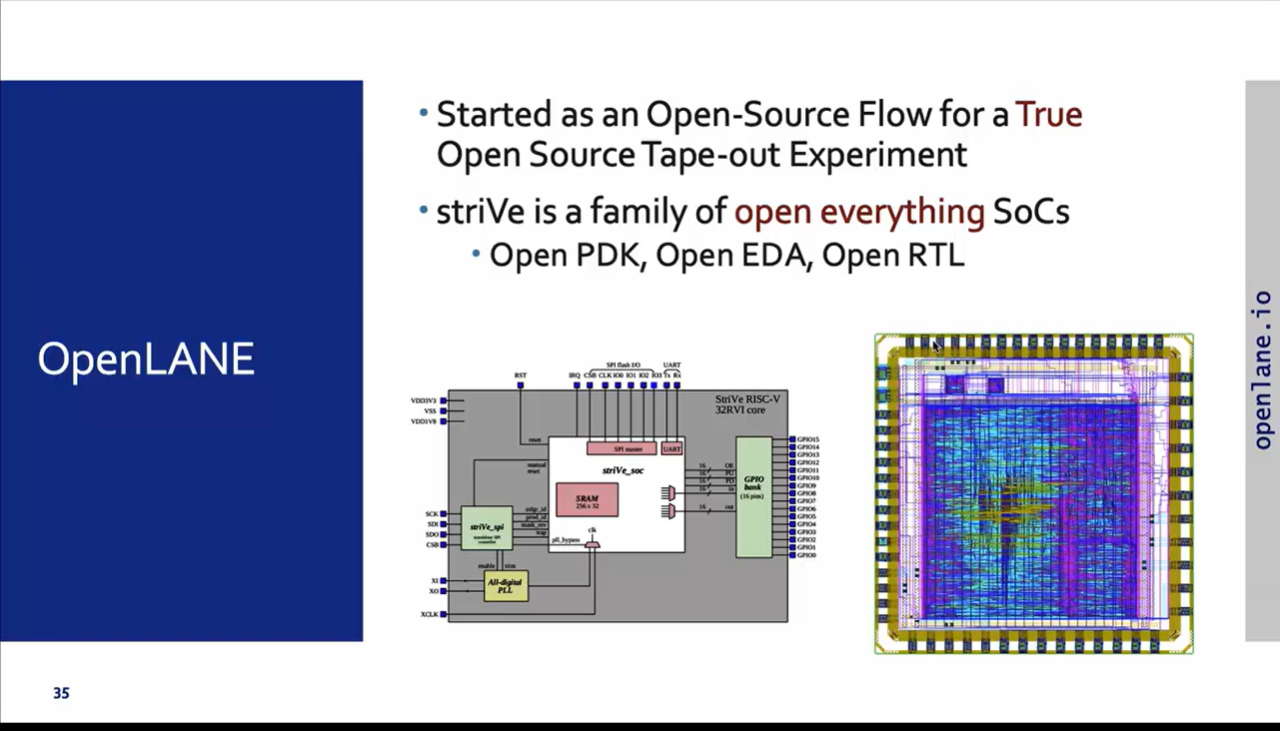 • Started as an Open-Source Flow for a True
Open Source Tape-out Experiment
• striVe is a family of open everything SoCs
• Open PDK, Open EDA, Open RTL
OpenLANE
openlane.io
SPI flash I/O
UART
RST
IRQ CSB CLK IO0 IO1 IO2 IO3 Tx Rx
StriVe RISC-V
32RVI core
VDD3V3
VSS
VDD1V8
reset
SPI master
UART
manual
reset
striVe_soc
SRAM
256 x 32
16
16
16
16
16
OE
PU
PD
in
out
GPIO
bank
(16 pins)
GPIO15
GPIO14
GPIO13
GPIO12
GPIO11
GPIO10
GPIO9
GPIO8
GPIO7
GPIO6
GPIO5
GPIO4
GPIO3
GPIO2
GPIO1
GPIO0
SCK
SDI
SDO
CSB
striVe_spi
standalone SPI
controller
mfgr_id
prod_id
mask_rev
trap
clk
pll_bypass
enable
trim
All-digital
PLL
XI
XO
XCLK
35